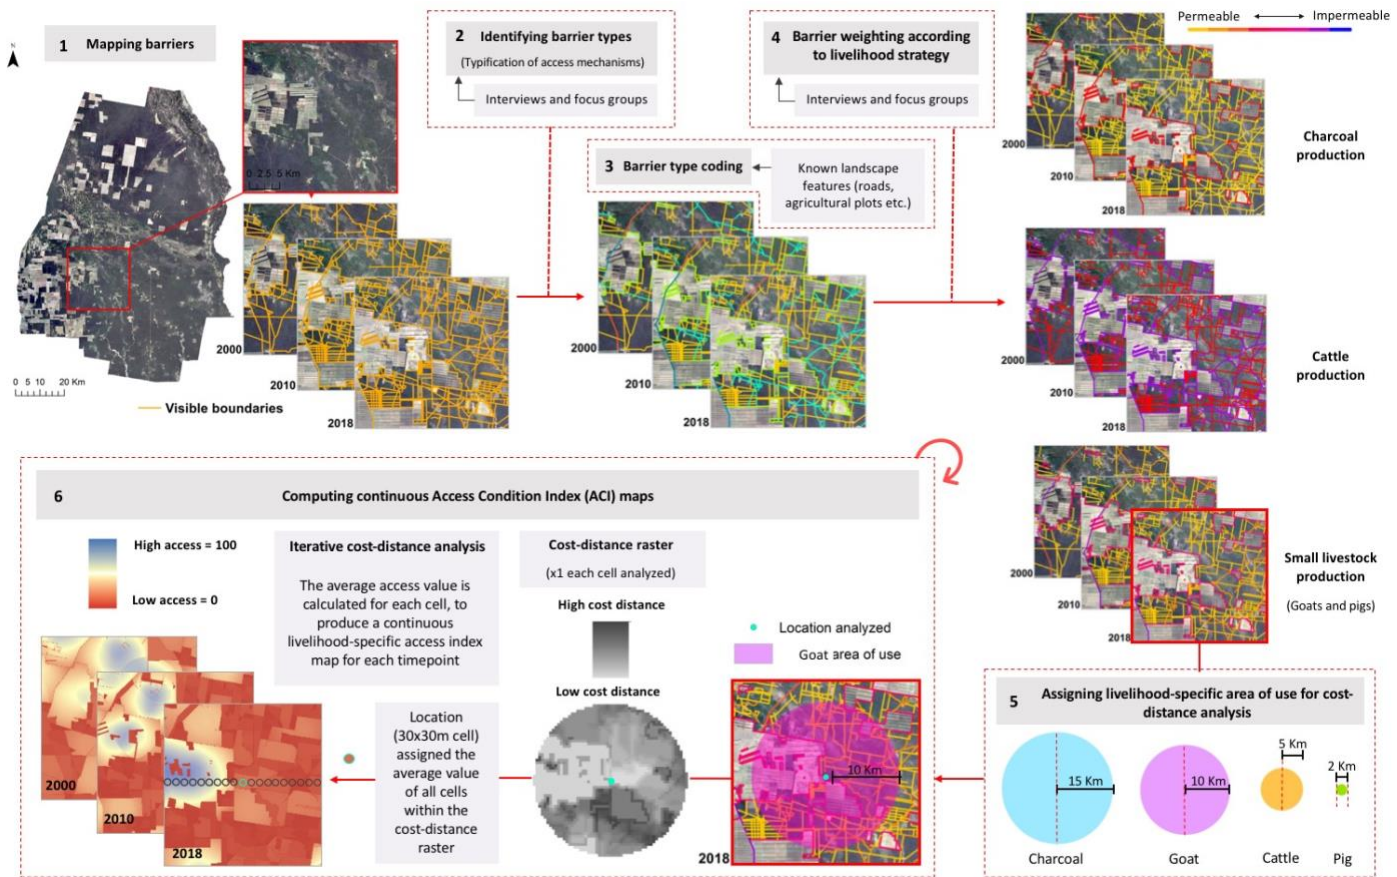 N
1 Mapping barriers
0 2.5 5 Km
2000
2010
2018
0 5 10 20 Km
Visible boundaries
2 Identifying barrier types
(Typification of access mechanisms)
Interviews and focus groups
3 Barrier type coding
Known landscape
features (roads,
agricultural plots etc.)
2000
2010
2018
4 Barrier weighting according
to livelihood strategy
Interviews and focus groups
Permeable Impermeable
2000
2010
2018
Charcoal
production
2000
2010
2018
Cattle
production
2000
2010
2018
Small livestock
production
(Goats and pigs)
5 Assigning livelihood-specific area of use for cost-
distance analysis
15 Km
10 Km
5 Km
2 Km
Charcoal
Goat
Cattle
Pig
6 Computing continuous Access Condition Index (ACI) maps
High access = 100
Low access = 0
Iterative cost-distance analysis
The average access value is
calculated for each cell, to
produce a continuous
livelihood-specific access index
map for each timepoint
Cost-distance raster
(x1 each cell analyzed)
High cost distance
Low cost distance
Location analyzed
Goat area of use
10 Km
2018
Location
(30x30m cell)
assigned the
average value
of all cells
within the
cost-distance
raster
2000
2010
2018